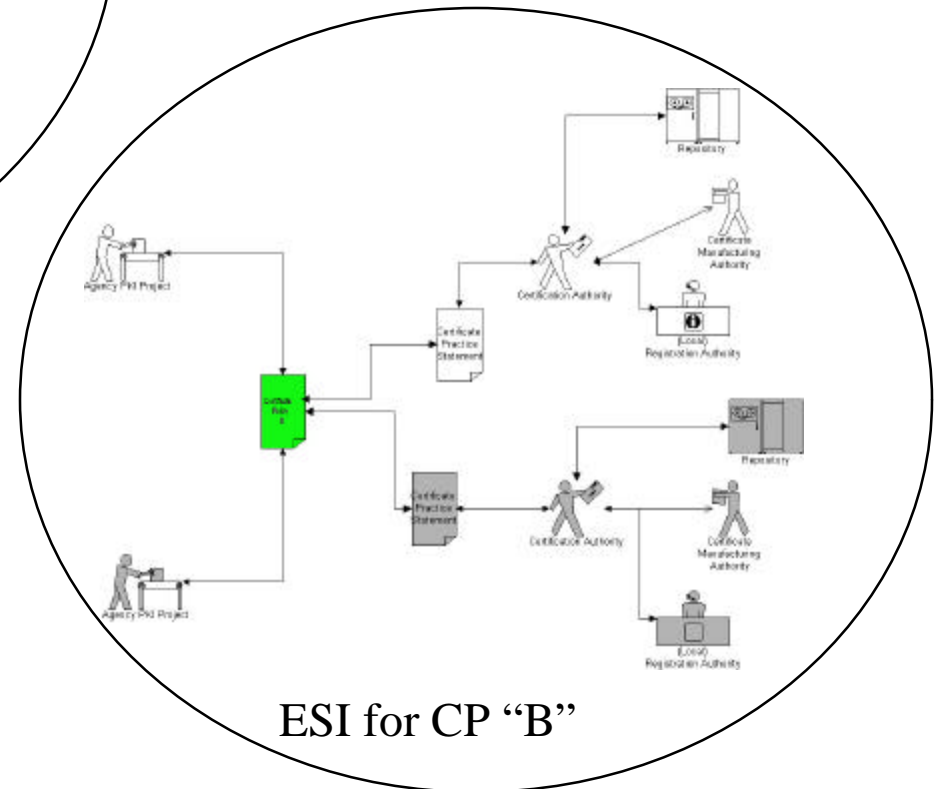 Repository
Certificate
Manufacturing
Authority
Agency PKI Project
Certification Authority
Certificate
Practice
Statement
(Local)
Registration Authority
Repository
Certificate
Practice
Statement
Certification Authority
Certificate
Manufacturing
Authority
Agency PKI Project
(Local)
Registration Authority
ESI for CP “B”